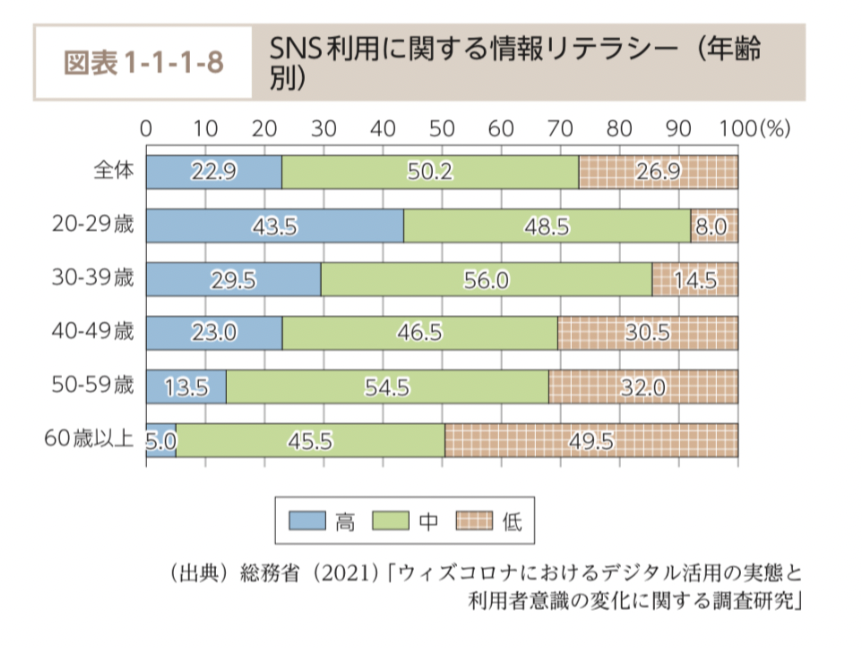 図表1-1-1-8
SNS利用に関する情報リテラシー（年齢
別）
0 10 20 30 40 50 60 70 80 90 100(%)
全体 22.9 50.2 26.9
20-29歳 43.5 48.5 8.0
30-39歳 29.5 56.0 14.5
40-49歳 23.0 46.5 30.5
50-59歳 13.5 54.5 32.0
60歳以上 5.0 45.5 49.5
高 中 低
（出典）総務省（2021）「ウィズコロナにおけるデジタル活用の実態と
利用者意識の変化に関する調査研究」